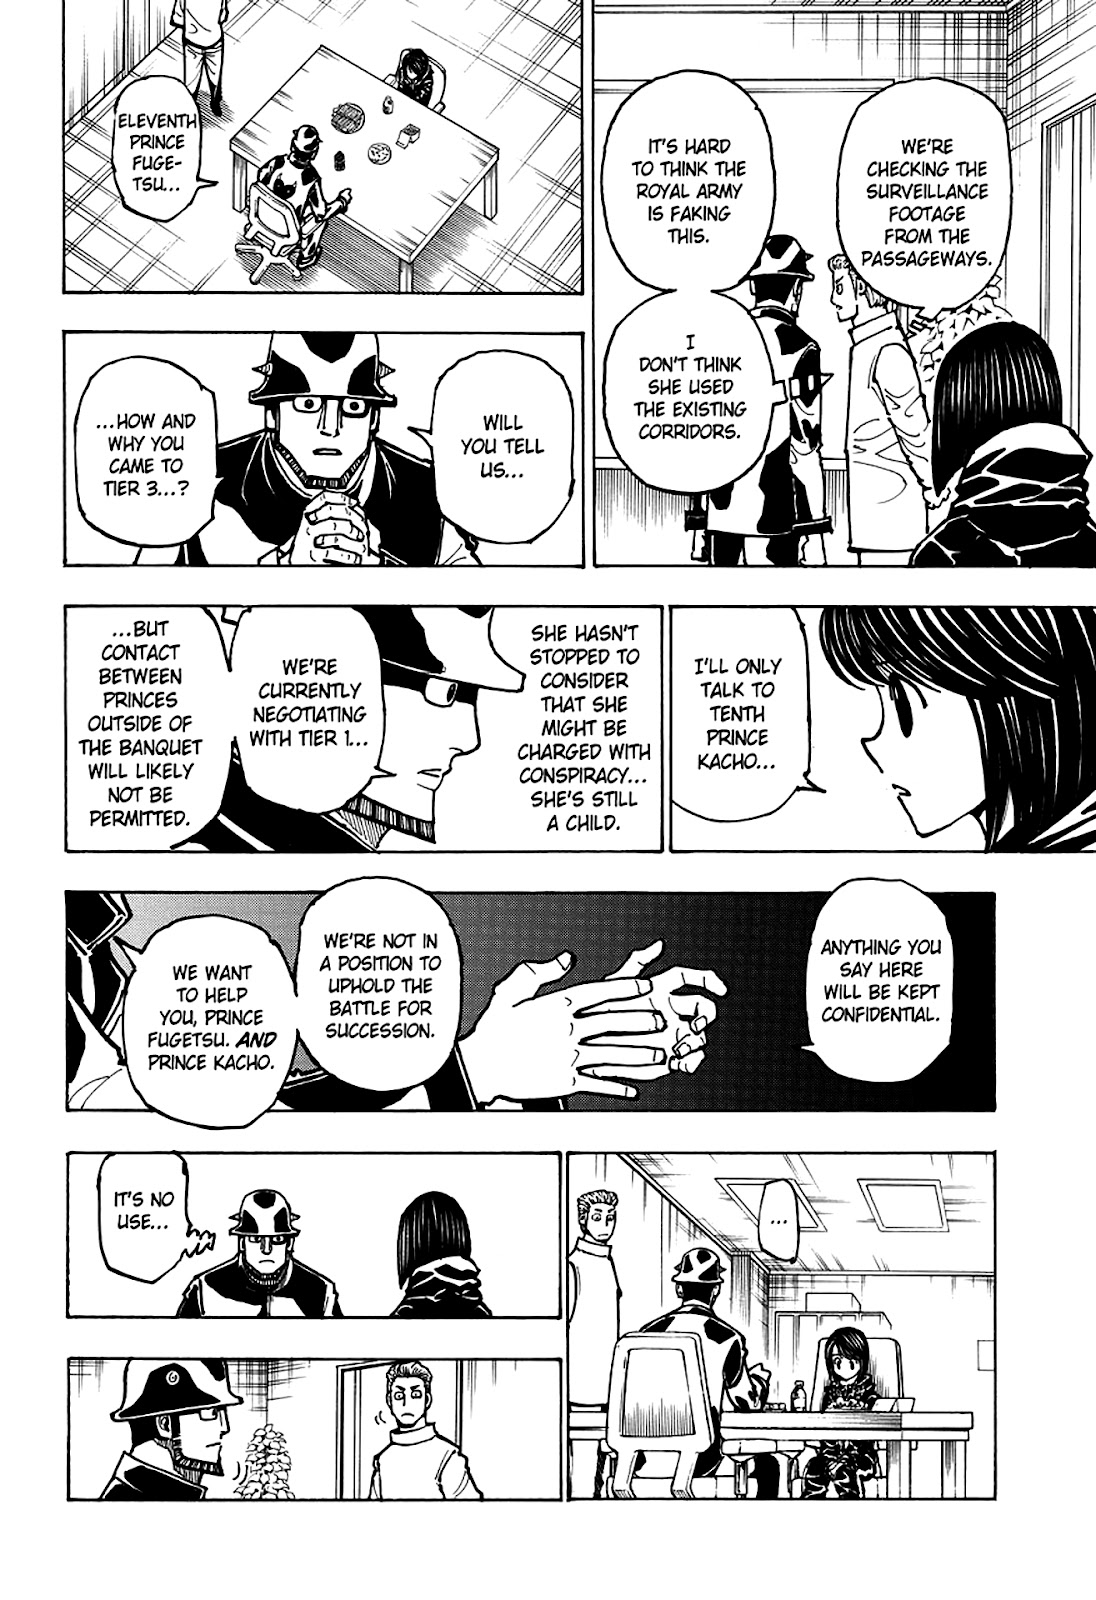 WE'RE
CHECKING THE
SURVEILLANCE
FOOTAGE
FROM THE
PASSAGEWAYS.
IT'S HARD
TO THINK THE
ROYAL ARMY
IS FAKING
THIS.
I
DON'T THINK
SHE USED
THE EXISTING
CORRIDORS.
ELEVENTH
PRINCE
FUGE-
TSU...
WILL
YOU TELL
US...
...HOW AND
WHY YOU
CAME TO
TIER 3...?
I'LL ONLY
TALK TO
TENTH
PRINCE
KACHO...
SHE HASN'T
STOPPED TO
CONSIDER
THAT SHE
MIGHT BE
CHARGED WITH
CONSPIRACY...
SHE'S STILL
A CHILD.
WE'RE
CURRENTLY
NEGOTIATING
WITH TIER 1...
...BUT
CONTACT
BETWEEN
PRINCES
OUTSIDE OF
THE BANQUET
WILL LIKELY
NOT BE
PERMITTED.
ANYTHING YOU
SAY HERE
WILL BE KEPT
CONFIDENTIAL.
WE'RE NOT IN
A POSITION TO
UPHOLD THE
BATTLE FOR
SUCCESSION.
WE WANT
TO HELP
YOU, PRINCE
FUGETSU. AND
PRINCE KACHO.
...
IT'S NO
USE...